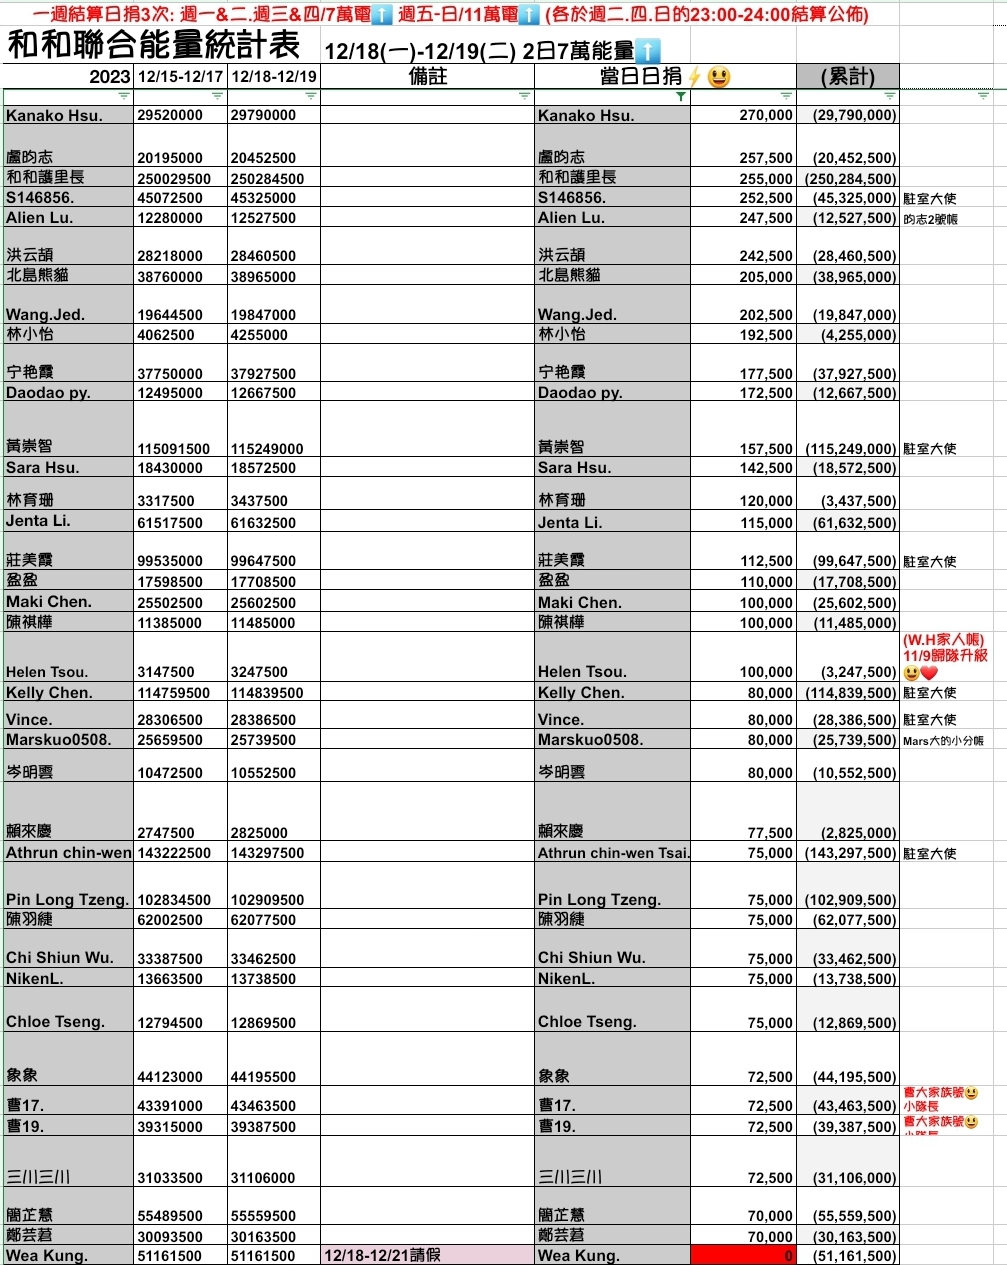 一週結算日捐3次: 週一&二.週三&四/7萬電⬆️ 週五-日/11萬電⬆️ (各於週二.四.日的23:00-24:00結算公佈)
和和聯合能量統計表 12/18(一)-12/19(二) 2日7萬能量⬆️
2023 12/15-12/17 12/18-12/19 備註 當日日捐⚡😃 (累計)
Kanako Hsu. 29520000 29790000 Kanako Hsu. 270,000 (29,790,000)
盧昀志 20195000 20452500 盧昀志 257,500 (20,452,500)
和和護里長 250029500 250284500 和和護里長 255,000 (250,284,500)
S146856. 45072500 45325000 S146856. 252,500 (45,325,000) 駐室大使
Alien Lu. 12280000 12527500 Alien Lu. 247,500 (12,527,500) 昀志2號帳
洪云頡 28218000 28460500 洪云頡 242,500 (28,460,500)
北島熊貓 38760000 38965000 北島熊貓 205,000 (38,965,000)
Wang.Jed. 19644500 19847000 Wang.Jed. 202,500 (19,847,000)
林小怡 4062500 4255000 林小怡 192,500 (4,255,000)
宁艳霞 37750000 37927500 宁艳霞 177,500 (37,927,500)
Daodao py. 12495000 12667500 Daodao py. 172,500 (12,667,500)
黃崇智 115091500 115249000 黃崇智 157,500 (115,249,000) 駐室大使
Sara Hsu. 18430000 18572500 Sara Hsu. 142,500 (18,572,500)
林育珊 3317500 3437500 林育珊 120,000 (3,437,500)
Jenta Li. 61517500 61632500 Jenta Li. 115,000 (61,632,500)
莊美霞 99535000 99647500 莊美霞 112,500 (99,647,500) 駐室大使
盈盈 17598500 17708500 盈盈 110,000 (17,708,500)
Maki Chen. 25502500 25602500 Maki Chen. 100,000 (25,602,500)
陳祺樺 11385000 11485000 陳祺樺 100,000 (11,485,000)
(W.H家人帳)
11/9歸隊升級
Helen Tsou. 3147500 3247500 Helen Tsou. 100,000 (3,247,500) 😃❤️
Kelly Chen. 114759500 114839500 Kelly Chen. 80,000 (114,839,500) 駐室大使
Vince. 28306500 28386500 Vince. 80,000 (28,386,500) 駐室大使
Marskuo0508. 25659500 25739500 Marskuo0508. 80,000 (25,739,500) Mars大的小分帳
岑明雲 10472500 10552500 岑明雲 80,000 (10,552,500)
賴來慶 2747500 2825000 賴來慶 77,500 (2,825,000)
Athrun chin-wen 143222500 143297500 Athrun chin-wen Tsai. 75,000 (143,297,500) 駐室大使
Pin Long Tzeng. 102834500 102909500 Pin Long Tzeng. 75,000 (102,909,500)
陳羽緁 62002500 62077500 陳羽緁 75,000 (62,077,500)
Chi Shiun Wu. 33387500 33462500 Chi Shiun Wu. 75,000 (33,462,500)
NikenL. 13663500 13738500 NikenL. 75,000 (13,738,500)
Chloe Tseng. 12794500 12869500 Chloe Tseng. 75,000 (12,869,500)
象象 44123000 44195500 象象 72,500 (44,195,500)
曹大家族號😃
曹17. 43391000 43463500 曹17. 72,500 (43,463,500) 小隊長
曹19. 39315000 39387500 曹19. 72,500 (39,387,500) 曹大家族號😃
小隊長
三川三川 31033500 31106000 三川三川 72,500 (31,106,000)
簡芷慧 55489500 55559500 簡芷慧 70,000 (55,559,500)
鄭芸莙 30093500 30163500 鄭芸莙 70,000 (30,163,500)
Wea Kung. 51161500 51161500 12/18-12/21請假 Wea Kung. 0 (51,161,500)